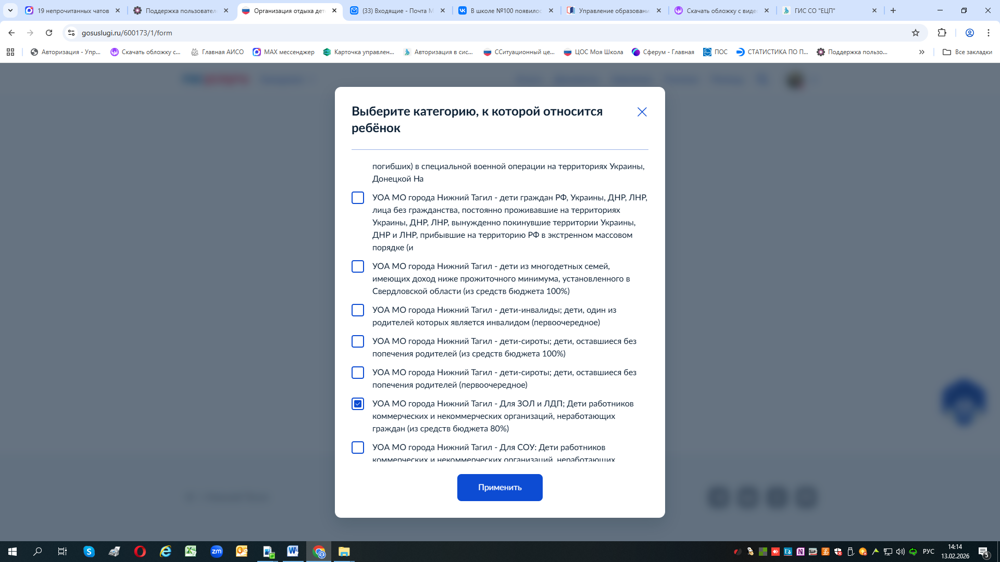 19 непрочитанных чатов
Поддержка пользовател
Организация отдыха дет
(33) Входящие - Почта М
В школе №100 появилос
Управление образовани
Скачать обложку с виде
ГИС СО "ЕЦП"
gosuslugi.ru/600173/1/form
Авторизация - Упр...
Скачать обложку с...
Главная АИСО
MAX мессенджер
Карточка управлен...
Авторизация в сис...
ССитуационный це...
ЦОС Моя Школа
Сферум - Главная
ПОС
СТАТИСТИКА ПО П...
Поддержка пользо...
Все закладки
Выберите категорию, к которой относится
ребёнок
погибших) в специальной военной операции на территориях Украины,
Донецкой На
УОА МО города Нижний Тагил - дети граждан РФ, Украины, ДНР, ЛНР,
лица без гражданства, постоянно проживавшие на территориях
Украины, ДНР, ЛНР, вынужденно покинувшие территории Украины,
ДНР и ЛНР, прибывшие на территорию РФ в экстренном массовом
порядке (и
УОА МО города Нижний Тагил - дети из многодетных семей,
имеющих доход ниже прожиточного минимума, установленного в
Свердловской области (из средств бюджета 100%)
УОА МО города Нижний Тагил - дети-инвалиды; дети, один из
родителей которых является инвалидом (первоочередное)
УОА МО города Нижний Тагил - дети-сироты; дети, оставшиеся без
попечения родителей (из средств бюджета 100%)
УОА МО города Нижний Тагил - дети-сироты; дети, оставшиеся без
попечения родителей (первоочередное)
УОА МО города Нижний Тагил - Для ЗОЛ и ЛДП; Дети работников
коммерческих и некоммерческих организаций, неработающих
граждан (из средств бюджета 80%)
УОА МО города Нижний Тагил - Для СОУ: Дети работников
коммерческих и некоммерческих организаций, неработающих
Применить
РУС
14:14
13.02.2026
5